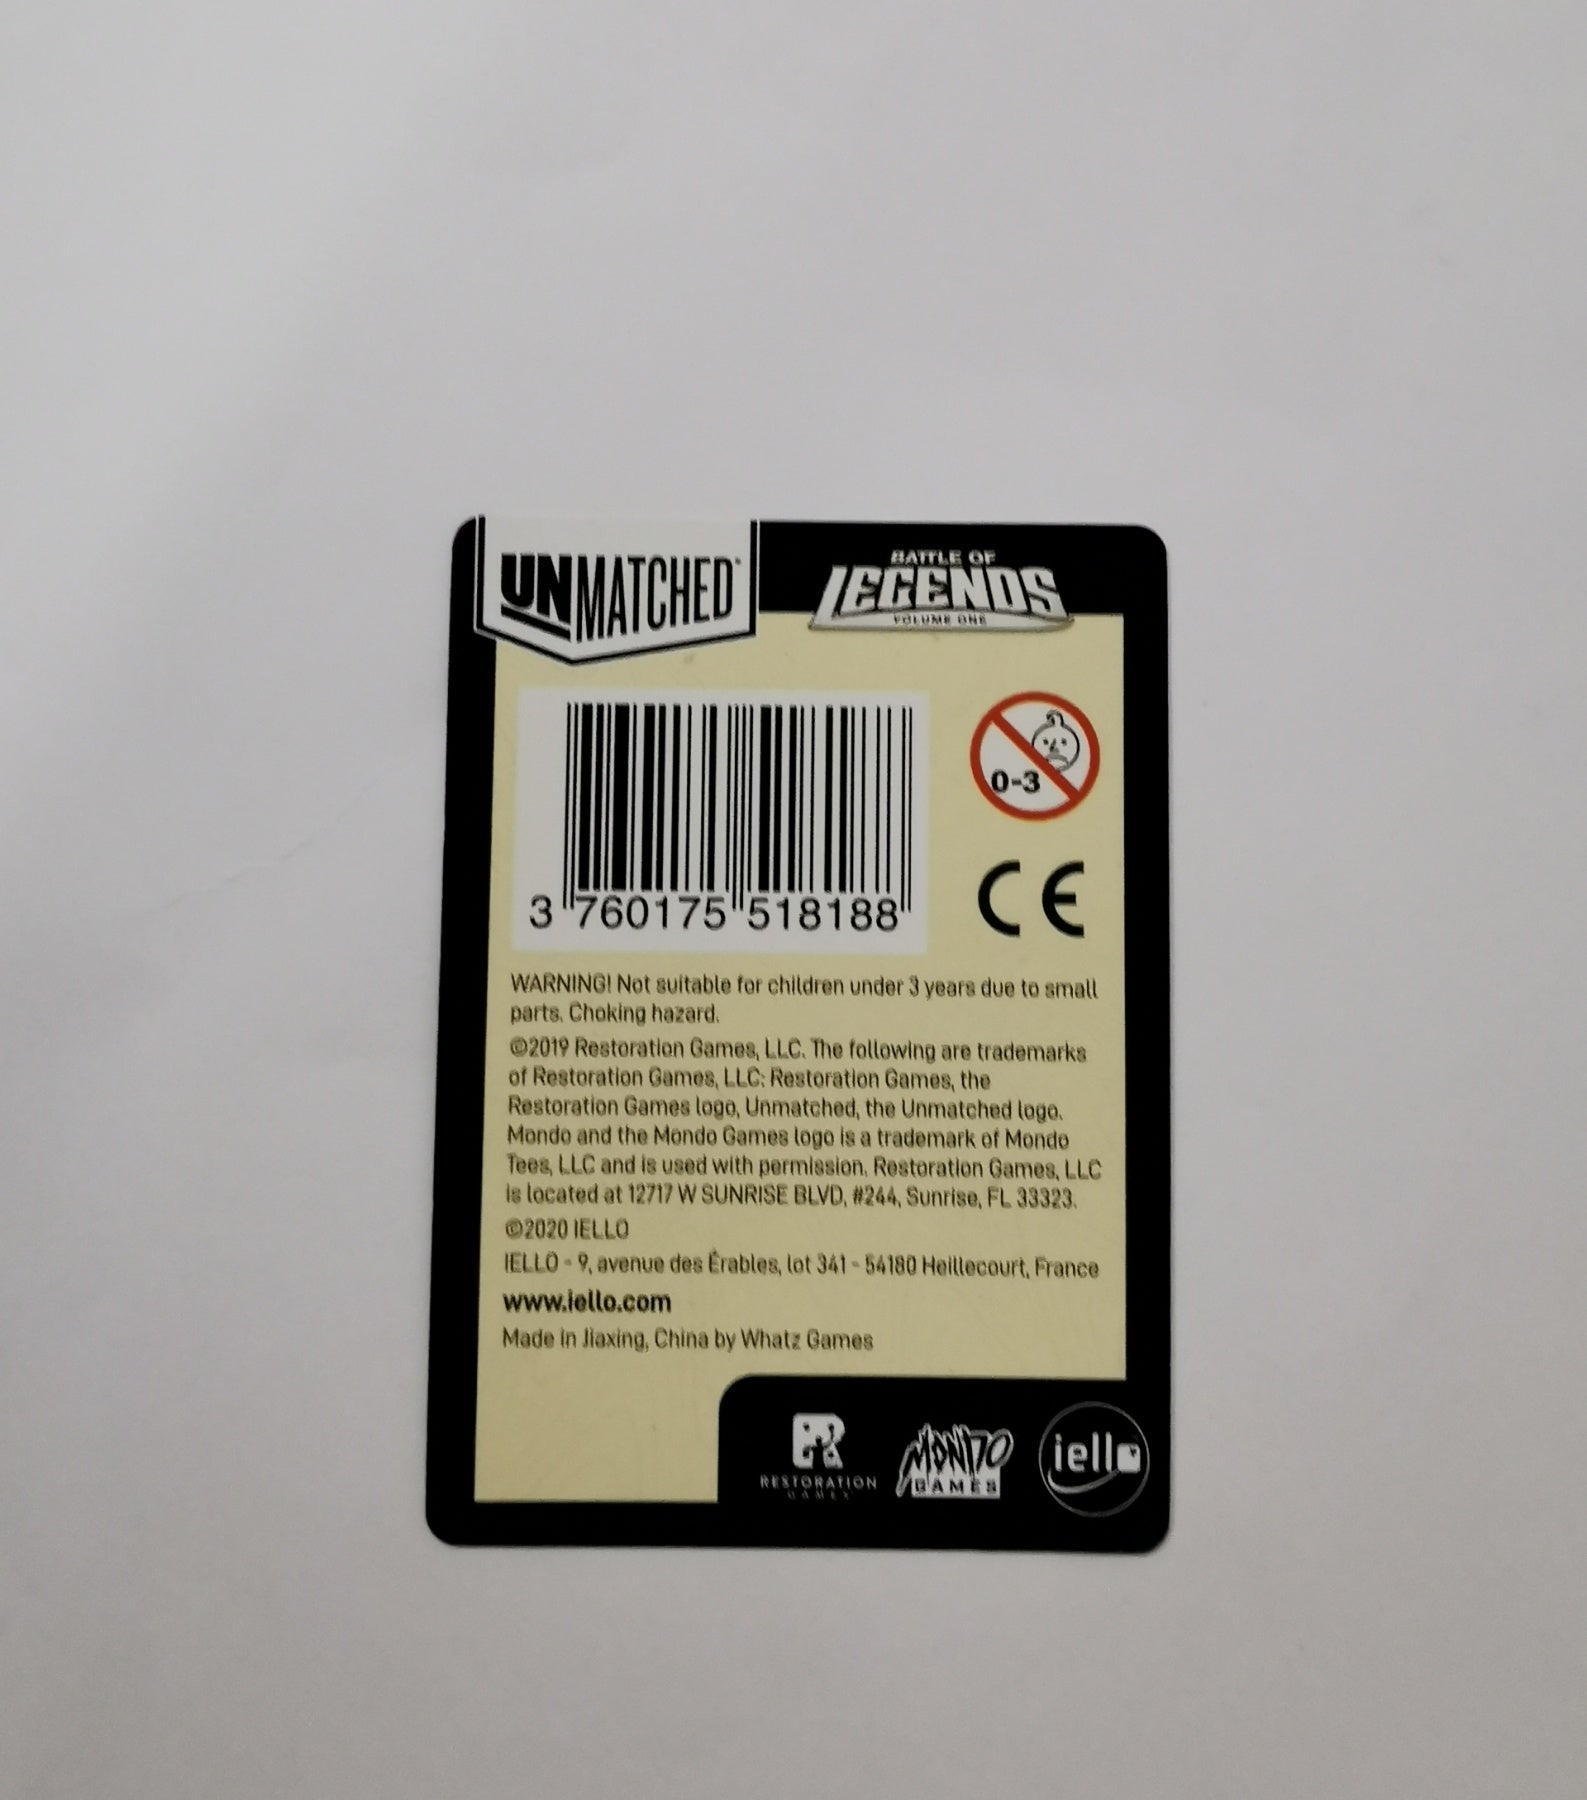 UNMATCHED
BATTLE OF
LEGENDS
VOLUME ONE
0-3
CE
3 760175 518188
WARNING! Not suitable for children under 3 years due to small
parts. Choking hazard.
©2019 Restoration Games, LLC. The following are trademarks
of Restoration Games, LLC: Restoration Games, the
Restoration Games logo, Unmatched, the Unmatched logo.
Mondo and the Mondo Games logo is a trademark of Mondo
Tees, LLC and is used with permission. Restoration Games, LLC
is located at 12717 W SUNRISE BLVD, #244, Sunrise, FL 33323.
©2020 IELLO
IELLO - 9, avenue des Érables, lot 341 - 54180 Heillecourt, France
www.iello.com
Made in Jiaxing, China by Whatz Games
RESTORATION
GAMES
MONDO
GAMES
iello